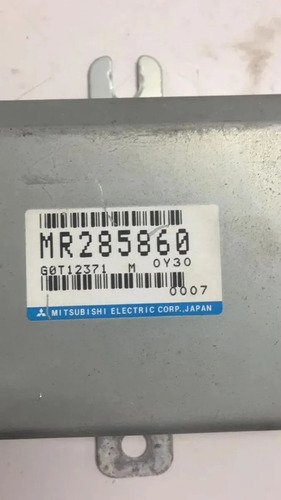 MR285860
G0T12371 M 0Y30
0007
MITSUBISHI ELECTRIC CORP., JAPAN